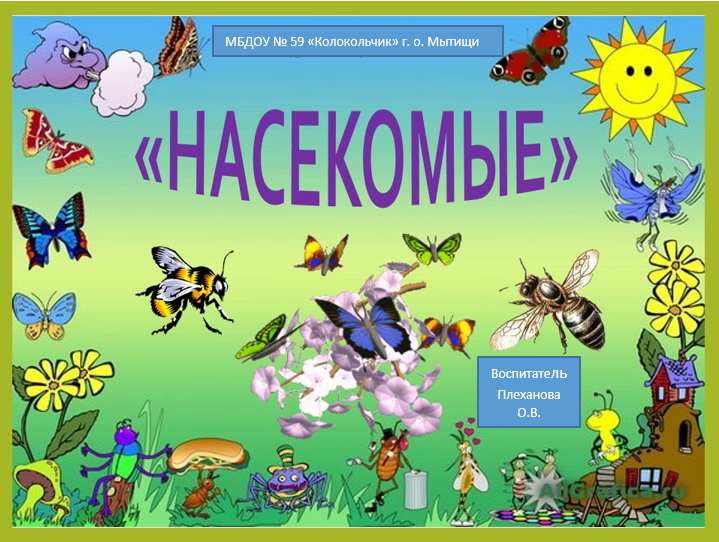 МБДОУ № 59 «Колокольчик» г. о. Мытищи
«НАСЕКОМЫЕ»
Воспитатель
Плеханова
О.В.